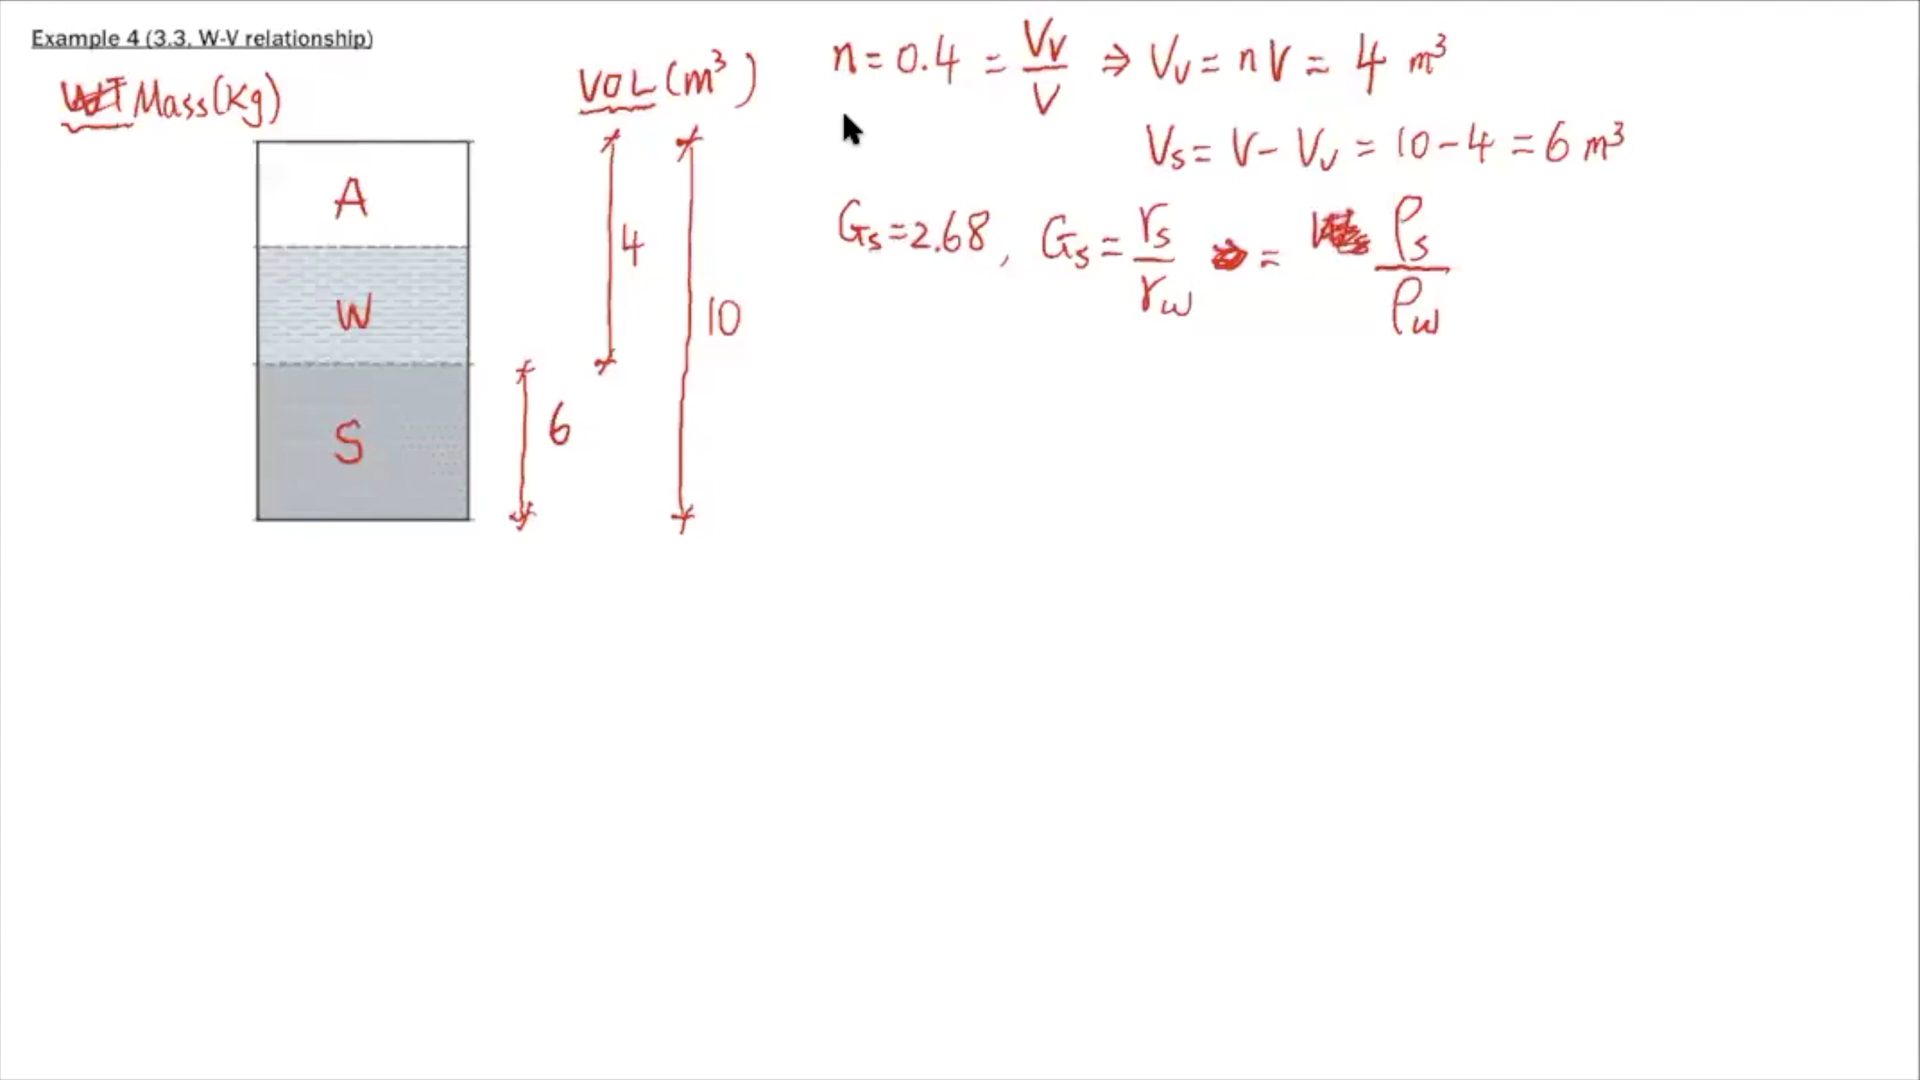 Example 4 (3.3, W-V relationship)
Mass(Kg)
VOL (m³)
A
W
S
4
10
6
n = 0.4 = Vv/V ⇒ Vv = nV = 4 m³
Vs = V - Vv = 10 - 4 = 6 m³
Gs = 2.68, Gs = γs/γw = ρs/ρw